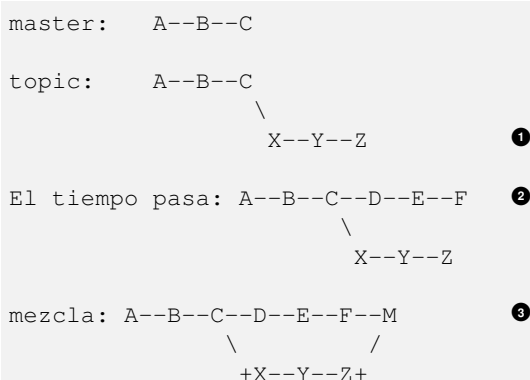 master:   A--B--C
topic:    A--B--C
                 \
                  X--Y--Z          ❶
El tiempo pasa: A--B--C--D--E--F   ❷
                       \
                        X--Y--Z
mezcla: A--B--C--D--E--F--M        ❸
               \         /
                +X--Y--Z+